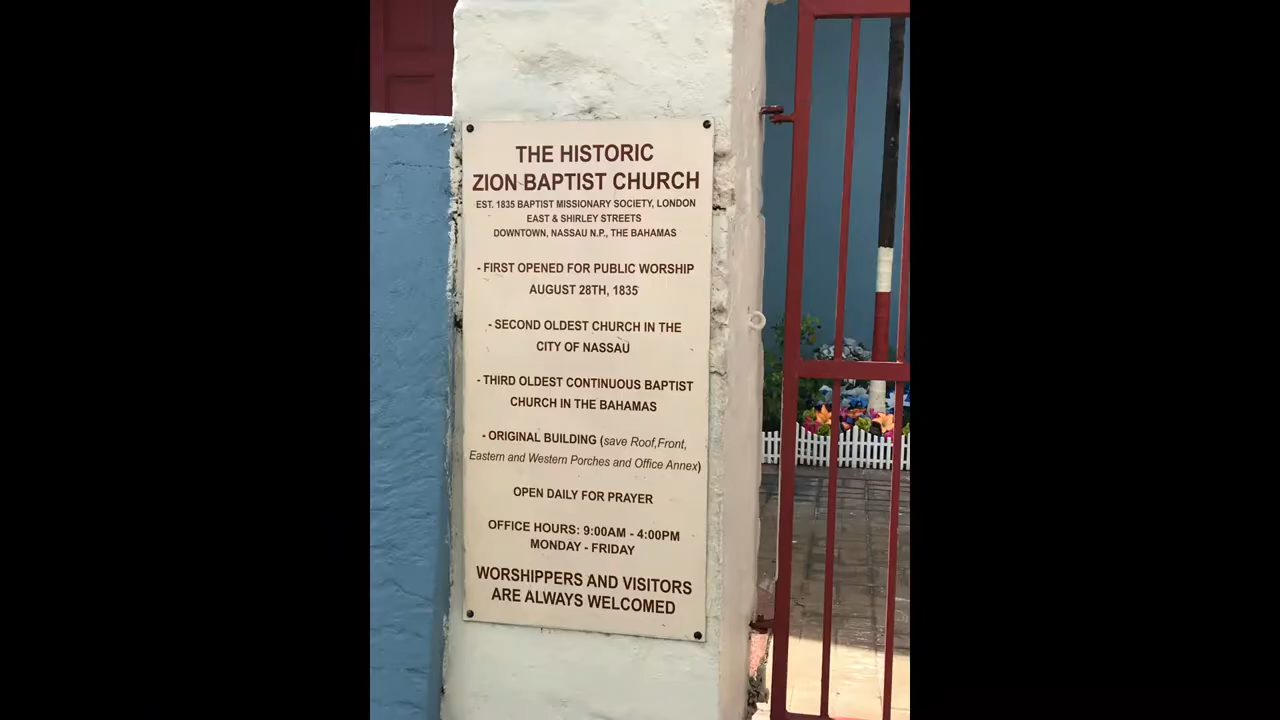 THE HISTORIC
ZION BAPTIST CHURCH
EST. 1835 BAPTIST MISSIONARY SOCIETY, LONDON
EAST & SHIRLEY STREETS
DOWNTOWN, NASSAU N.P., THE BAHAMAS
- FIRST OPENED FOR PUBLIC WORSHIP
AUGUST 28TH, 1835
- SECOND OLDEST CHURCH IN THE
CITY OF NASSAU
- THIRD OLDEST CONTINUOUS BAPTIST
CHURCH IN THE BAHAMAS
- ORIGINAL BUILDING (save Roof,Front,
Eastern and Western Porches and Office Annex)
OPEN DAILY FOR PRAYER
OFFICE HOURS: 9:00AM - 4:00PM
MONDAY - FRIDAY
WORSHIPPERS AND VISITORS
ARE ALWAYS WELCOMED